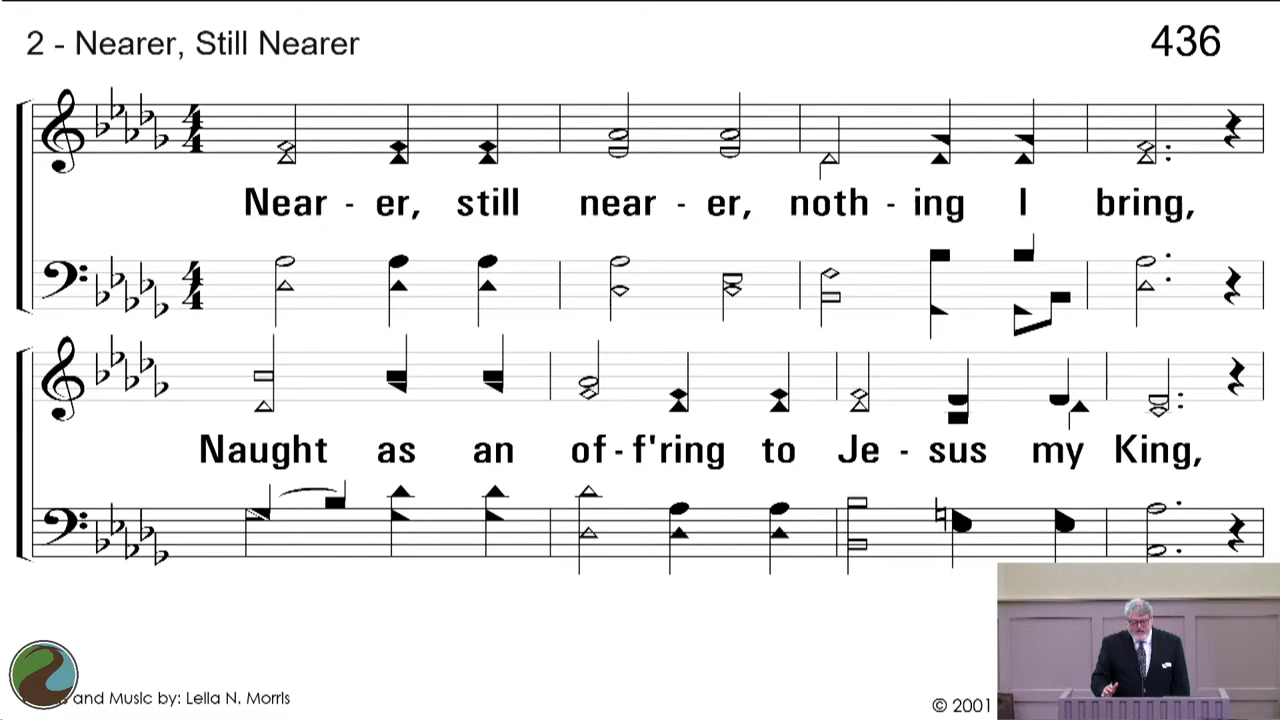 2 - Nearer, Still Nearer
436
Near - er, still near - er, noth - ing I bring,
Naught as an of - f'ring to Je - sus my King,
and Music by: Lella N. Morris
© 2001